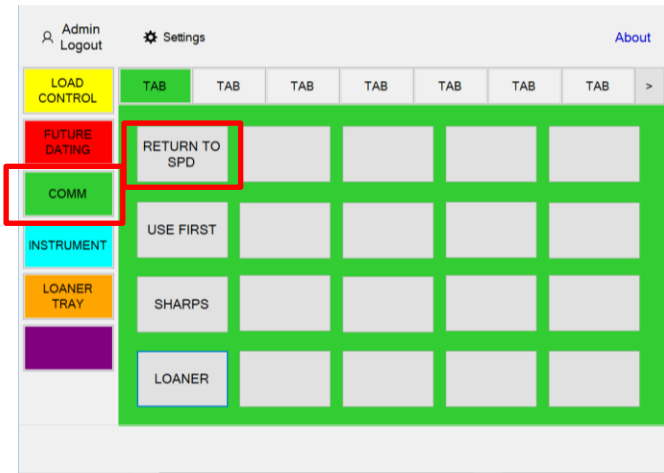 Admin
Logout
Settings
About
LOAD
CONTROL
TAB
TAB
TAB
TAB
TAB
TAB
TAB
>
FUTURE
DATING
RETURN TO
SPD
COMM
USE FIRST
INSTRUMENT
LOANER
TRAY
SHARPS
LOANER